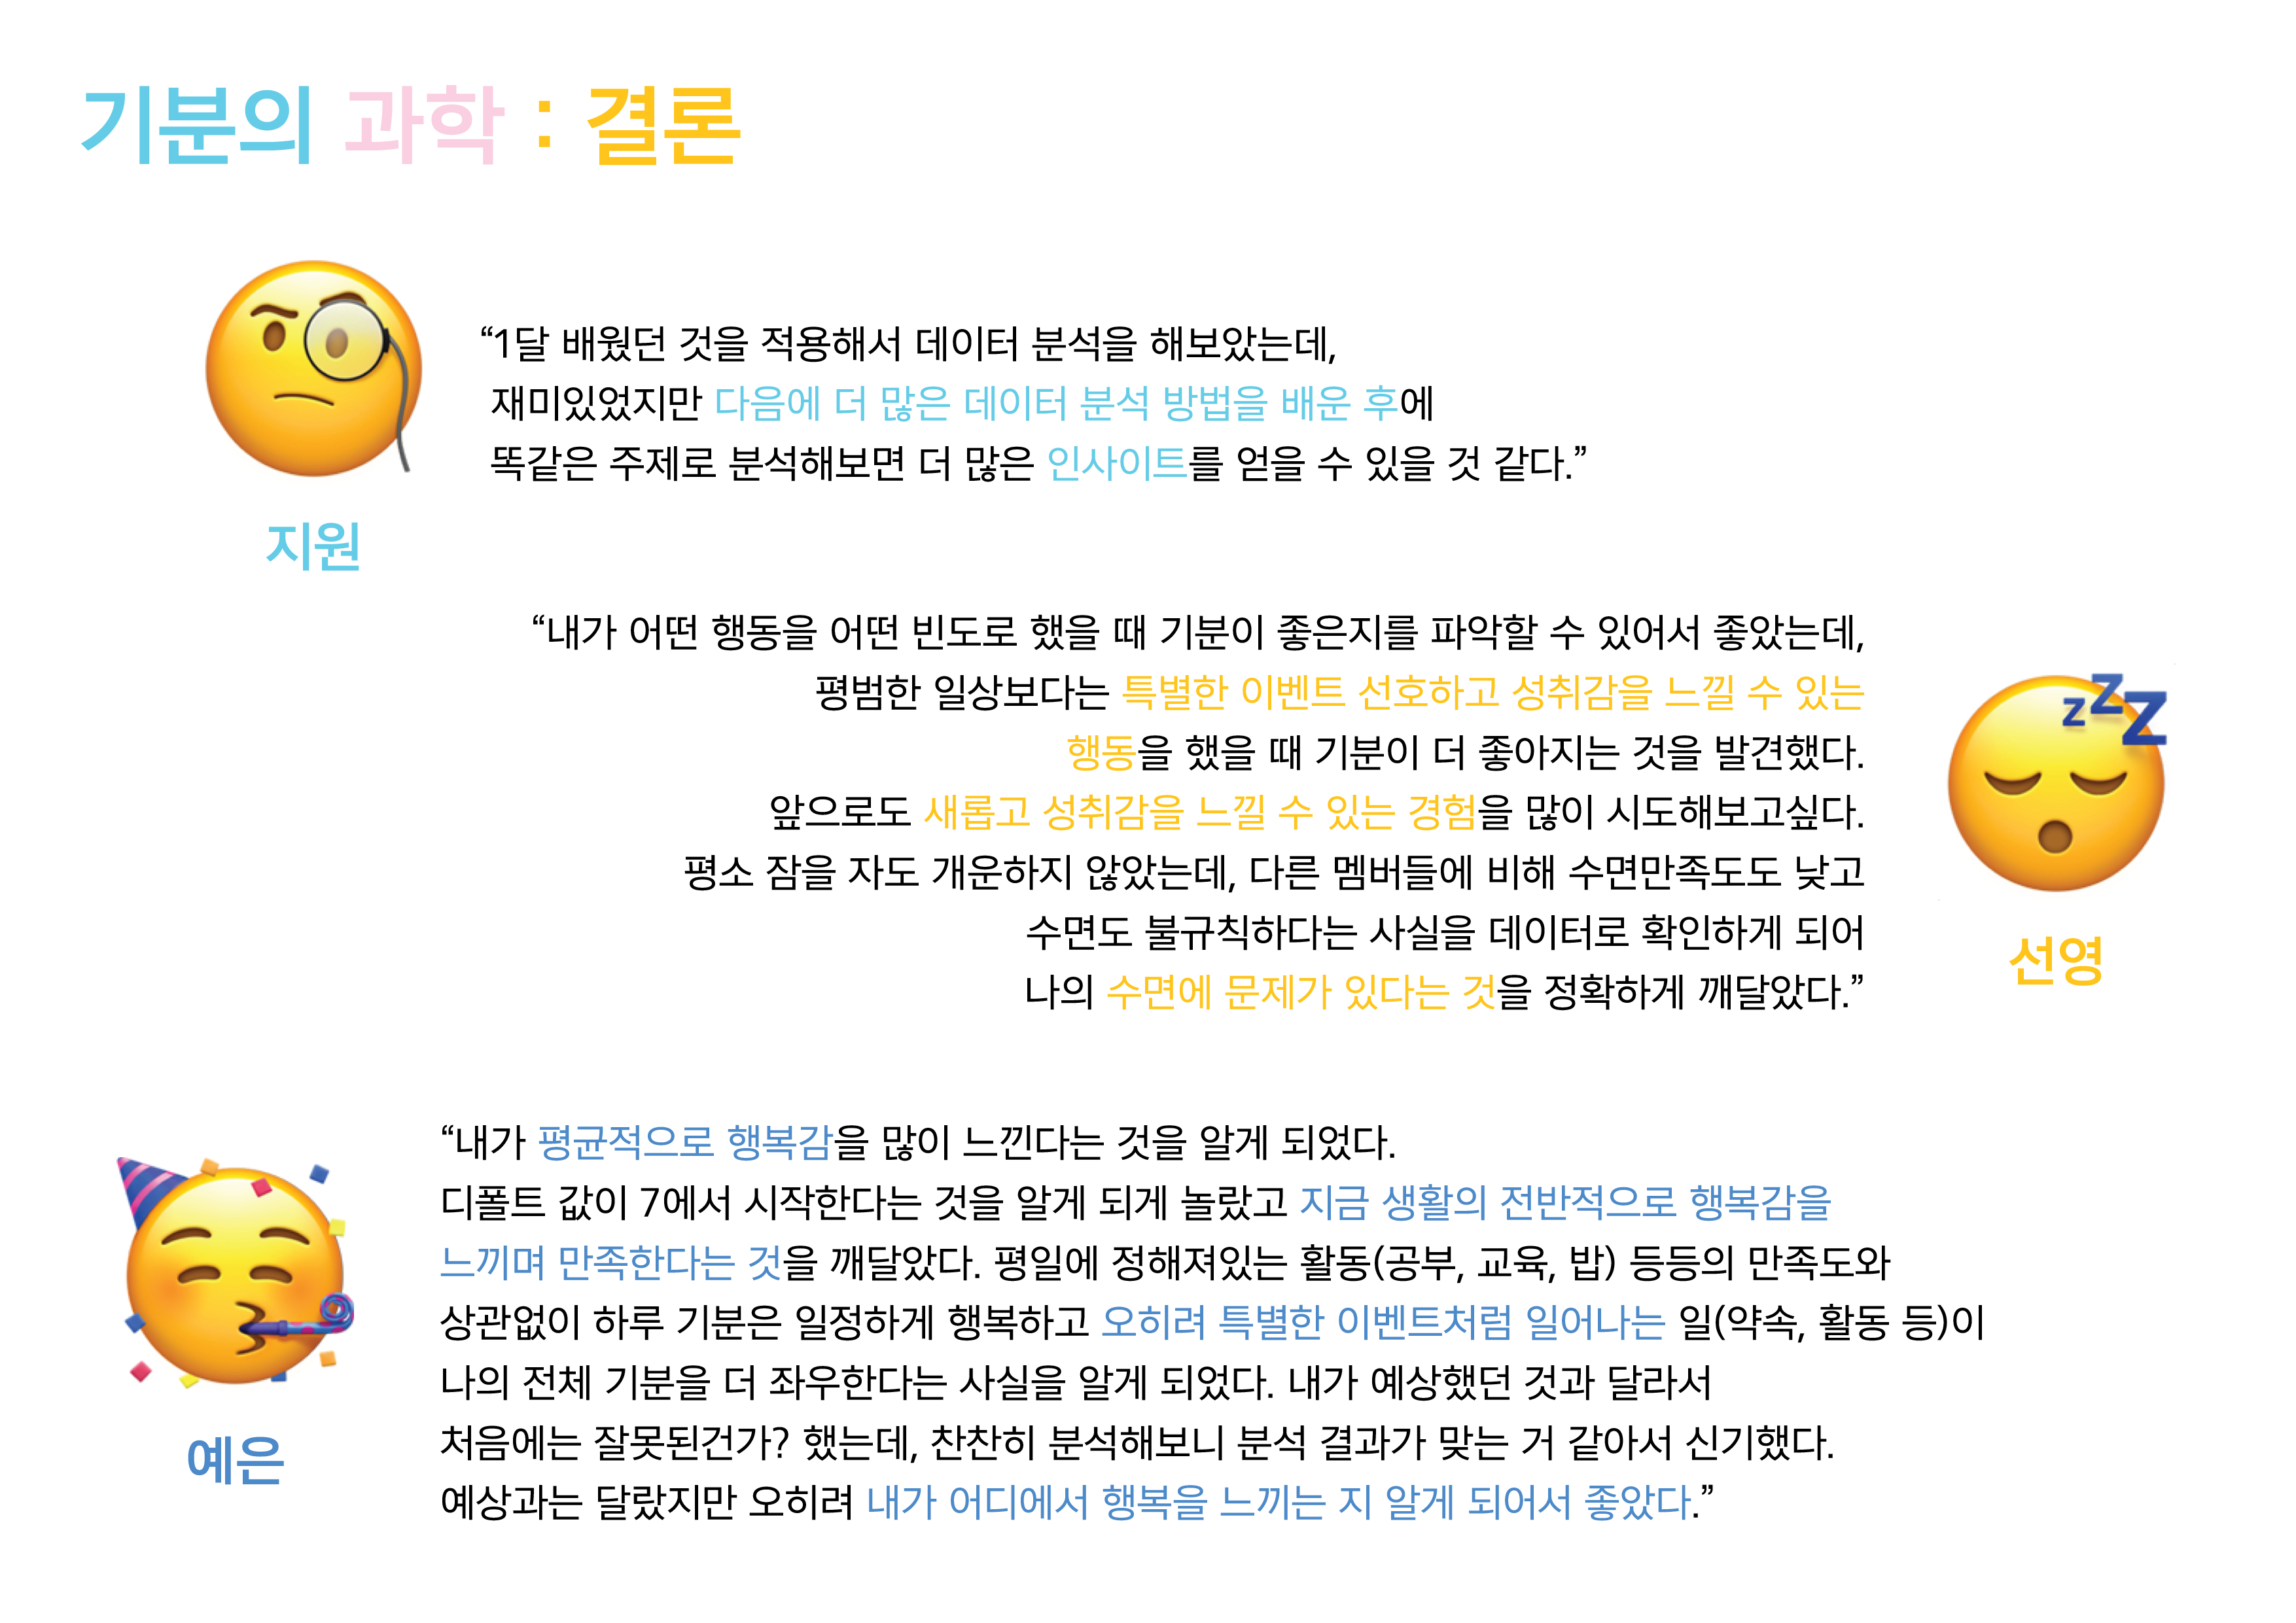 기분의 과학 : 결론
“1달 배웠던 것을 적용해서 데이터 분석을 해보았는데,
재미있었지만 다음에 더 많은 데이터 분석 방법을 배운 후에
똑같은 주제로 분석해보면 더 많은 인사이트를 얻을 수 있을 것 같다.”
지원
“내가 어떤 행동을 어떤 빈도로 했을 때 기분이 좋은지를 파악할 수 있어서 좋았는데,
평범한 일상보다는 특별한 이벤트 선호하고 성취감을 느낄 수 있는
행동을 했을 때 기분이 더 좋아지는 것을 발견했다.
앞으로도 새롭고 성취감을 느낄 수 있는 경험을 많이 시도해보고싶다.
평소 잠을 자도 개운하지 않았는데, 다른 멤버들에 비해 수면만족도도 낮고
수면도 불규칙하다는 사실을 데이터로 확인하게 되어
나의 수면에 문제가 있다는 것을 정확하게 깨달았다.”
zzZ
선영
“내가 평균적으로 행복감을 많이 느낀다는 것을 알게 되었다.
디폴트 값이 7에서 시작한다는 것을 알게 되게 놀랐고 지금 생활의 전반적으로 행복감을
느끼며 만족한다는 것을 깨달았다. 평일에 정해져있는 활동(공부, 교육, 밥) 등등의 만족도와
상관없이 하루 기분은 일정하게 행복하고 오히려 특별한 이벤트처럼 일어나는 일(약속, 활동 등)이
나의 전체 기분을 더 좌우한다는 사실을 알게 되었다. 내가 예상했던 것과 달라서
처음에는 잘못된건가? 했는데, 찬찬히 분석해보니 분석 결과가 맞는 거 같아서 신기했다.
예상과는 달랐지만 오히려 내가 어디에서 행복을 느끼는 지 알게 되어서 좋았다.”
예은